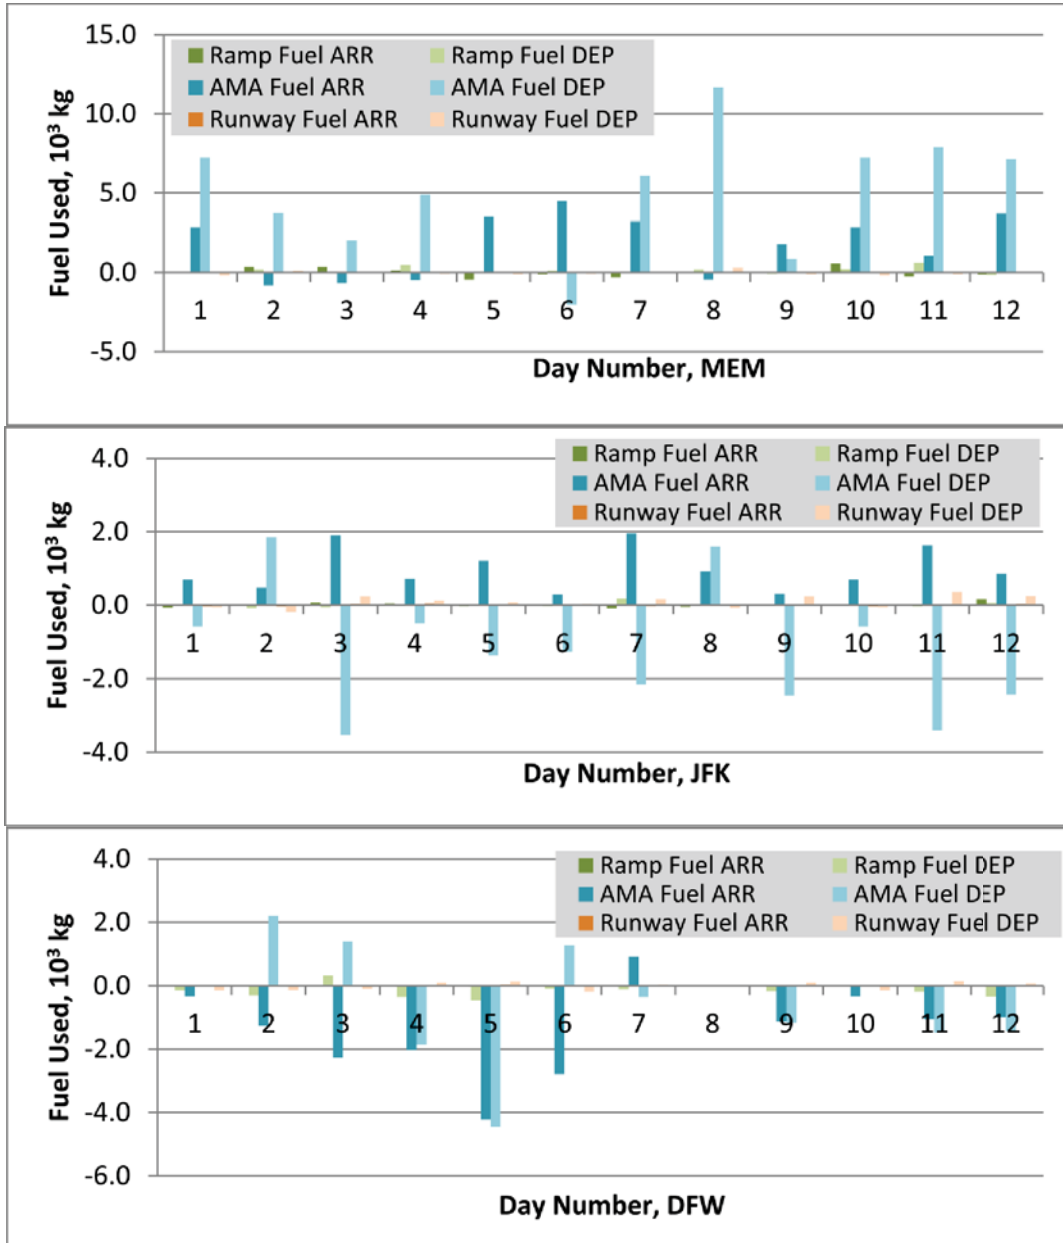 15.0
10.0
5.0
0.0
-5.0
Fuel Used, 10³ kg
Ramp Fuel ARR Ramp Fuel DEP
AMA Fuel ARR AMA Fuel DEP
Runway Fuel ARR Runway Fuel DEP
1 2 3 4 5 6 7 8 9 10 11 12
Day Number, MEM
4.0
2.0
0.0
-2.0
-4.0
Fuel Used, 10³ kg
Ramp Fuel ARR Ramp Fuel DEP
AMA Fuel ARR AMA Fuel DEP
Runway Fuel ARR Runway Fuel DEP
1 2 3 4 5 6 7 8 9 10 11 12
Day Number, JFK
4.0
2.0
0.0
-2.0
-4.0
-6.0
Fuel Used, 10³ kg
Ramp Fuel ARR Ramp Fuel DEP
AMA Fuel ARR AMA Fuel DEP
Runway Fuel ARR Runway Fuel DEP
1 2 3 4 5 6 7 8 9 10 11 12
Day Number, DFW